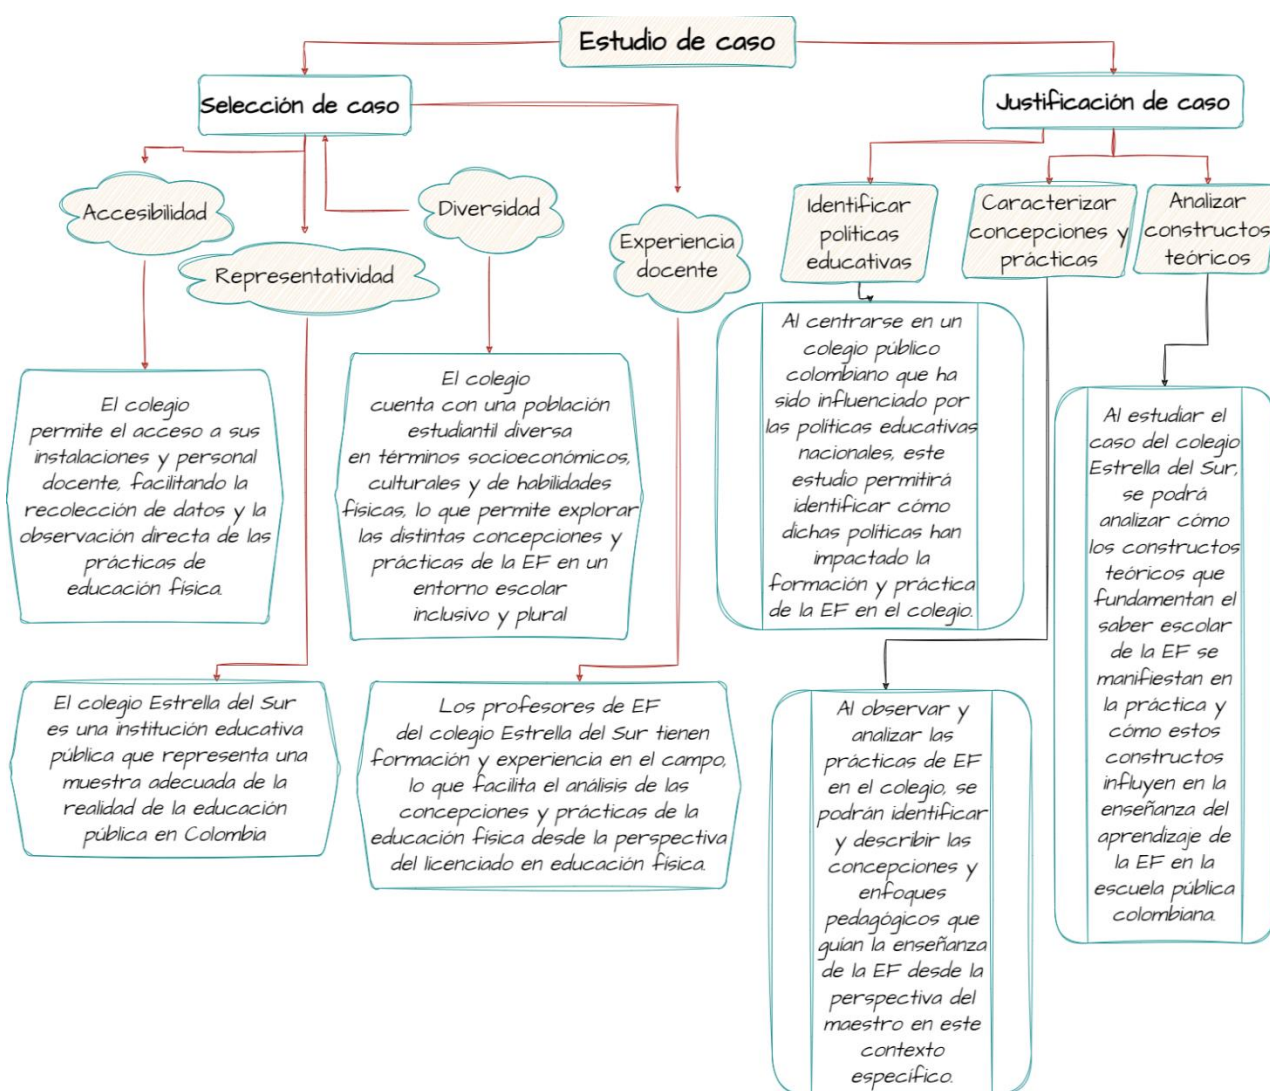 Estudio de caso
Selección de caso
Justificación de caso
Accesibilidad
Representatividad
Diversidad
Experiencia
docente
Identificar
políticas
educativas
Caracterizar
concepciones y
prácticas
Analizar
constructos
teóricos
El colegio
permite el acceso a sus
instalaciones y personal
docente, facilitando la
recolección de datos y la
observación directa de las
prácticas de
educación física.
El colegio
cuenta con una población
estudiantil diversa
en términos socioeconómicos,
culturales y de habilidades
físicas, lo que permite explorar
las distintas concepciones y
prácticas de la EF en un
entorno escolar
inclusivo y plural
El colegio Estrella del Sur
es una institución educativa
pública que representa una
muestra adecuada de la
realidad de la educación
pública en Colombia
Los profesores de EF
del colegio Estrella del Sur tienen
formación y experiencia en el campo,
lo que facilita el análisis de las
concepciones y prácticas de la
educación física desde la perspectiva
del licenciado en educación física.
Al centrarse en un
colegio público
colombiano que ha
sido influenciado por
las políticas educativas
nacionales, este
estudio permitirá
identificar cómo
dichas políticas han
impactado la
formación y práctica
de la EF en el colegio.
Al observar y
analizar las
prácticas de EF
en el colegio, se
podrán identificar
y describir las
concepciones y
enfoques
pedagógicos que
guían la enseñanza
de la EF desde la
perspectiva del
maestro en este
contexto
específico.
Al estudiar el
caso del colegio
Estrella del Sur,
se podrá
analizar cómo
los constructos
teóricos que
fundamentan el
saber escolar
de la EF se
manifiestan en
la práctica y
cómo estos
constructos
influyen en la
enseñanza del
aprendizaje de
la EF en la
escuela pública
colombiana.